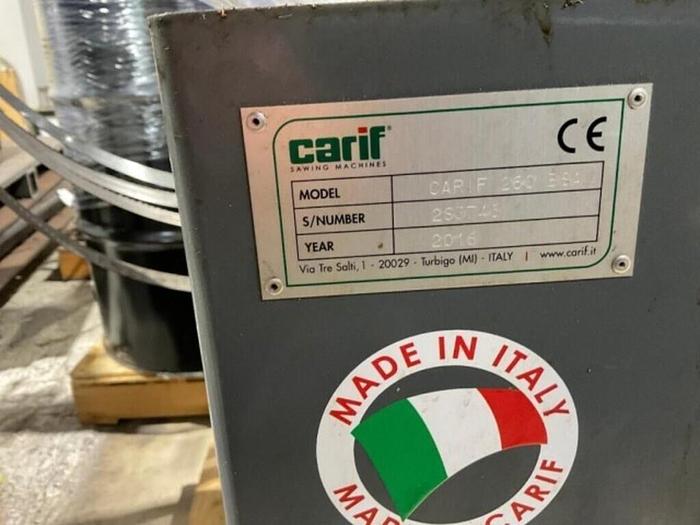 carif®
SAWING MACHINES
CE
MODEL CARIF 260
S/NUMBER
YEAR 2016
Via Tre Salti, 1 - 20029 - Turbigo (MI) - ITALY | www.carif.it
MADE IN ITALY
CARIF